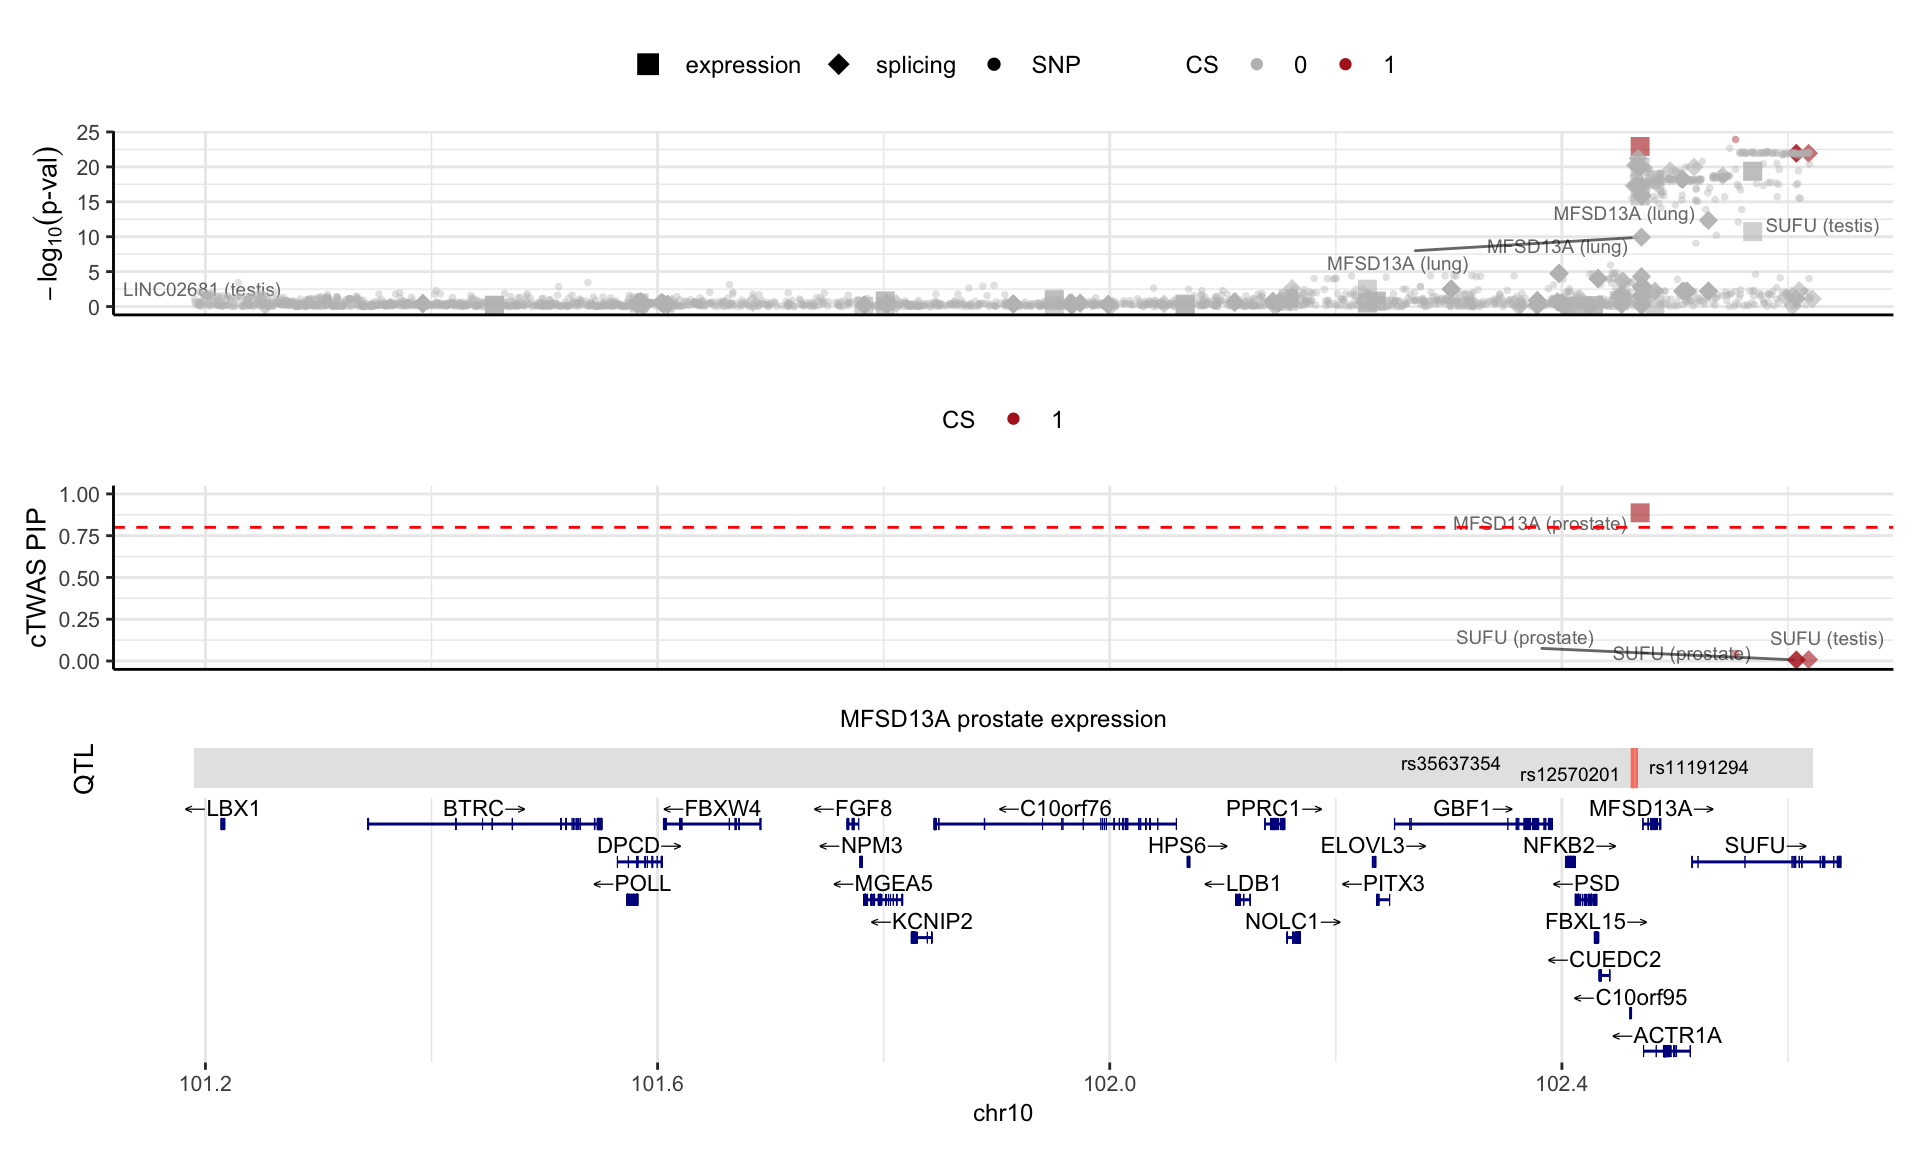 expression splicing SNP CS 0 1
−log10(p-val)
25
20
15
10
5
0
MFSD13A (lung)
SUFU (testis)
MFSD13A (lung)
MFSD13A (lung)
LINC02681 (testis)
CS 1
cTWAS PIP
1.00
0.75
0.50
0.25
0.00
MFSD13A (prostate)
SUFU (prostate)
SUFU (testis)
SUFU (prostate)
MFSD13A prostate expression
QTL
rs35637354
rs12570201
rs11191294
←LBX1 BTRC→ ←FBXW4 ←FGF8 ←C10orf76 PPRC1→ GBF1→ MFSD13A→
DPCD→ ←NPM3 HPS6→ ELOVL3→ NFKB2→ SUFU→
←POLL ←MGEA5 ←LDB1 ←PITX3 ←PSD
←KCNIP2 NOLC1→ FBXL15→
←CUEDC2
←C10orf95
←ACTR1A
101.2 101.6 102.0 102.4
chr10